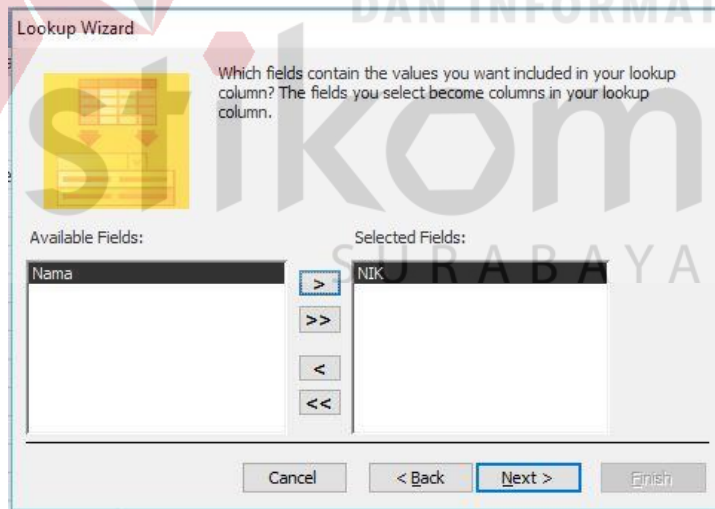 DAN INFORMAT
Lookup Wizard
Which fields contain the values you want included in your lookup
column? The fields you select become columns in your lookup
column.
stikom
SURABAYA
Available Fields:
Selected Fields:
Nama
NIK
>
>>
<
<<
Cancel
< Back
Next >
Finish